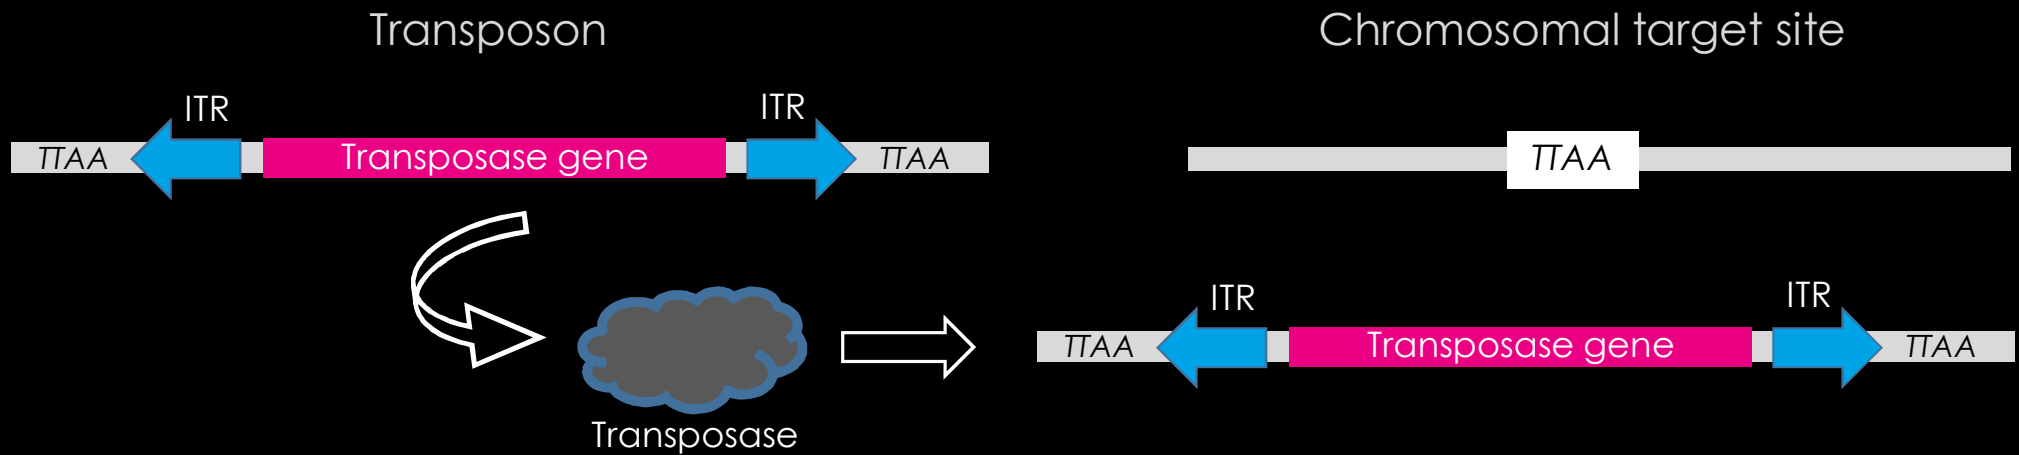 Transposon
Chromosomal target site
ITR
ITR
TTAA
Transposase gene
TTAA
TTAA
ITR
ITR
TTAA
Transposase gene
TTAA
Transposase